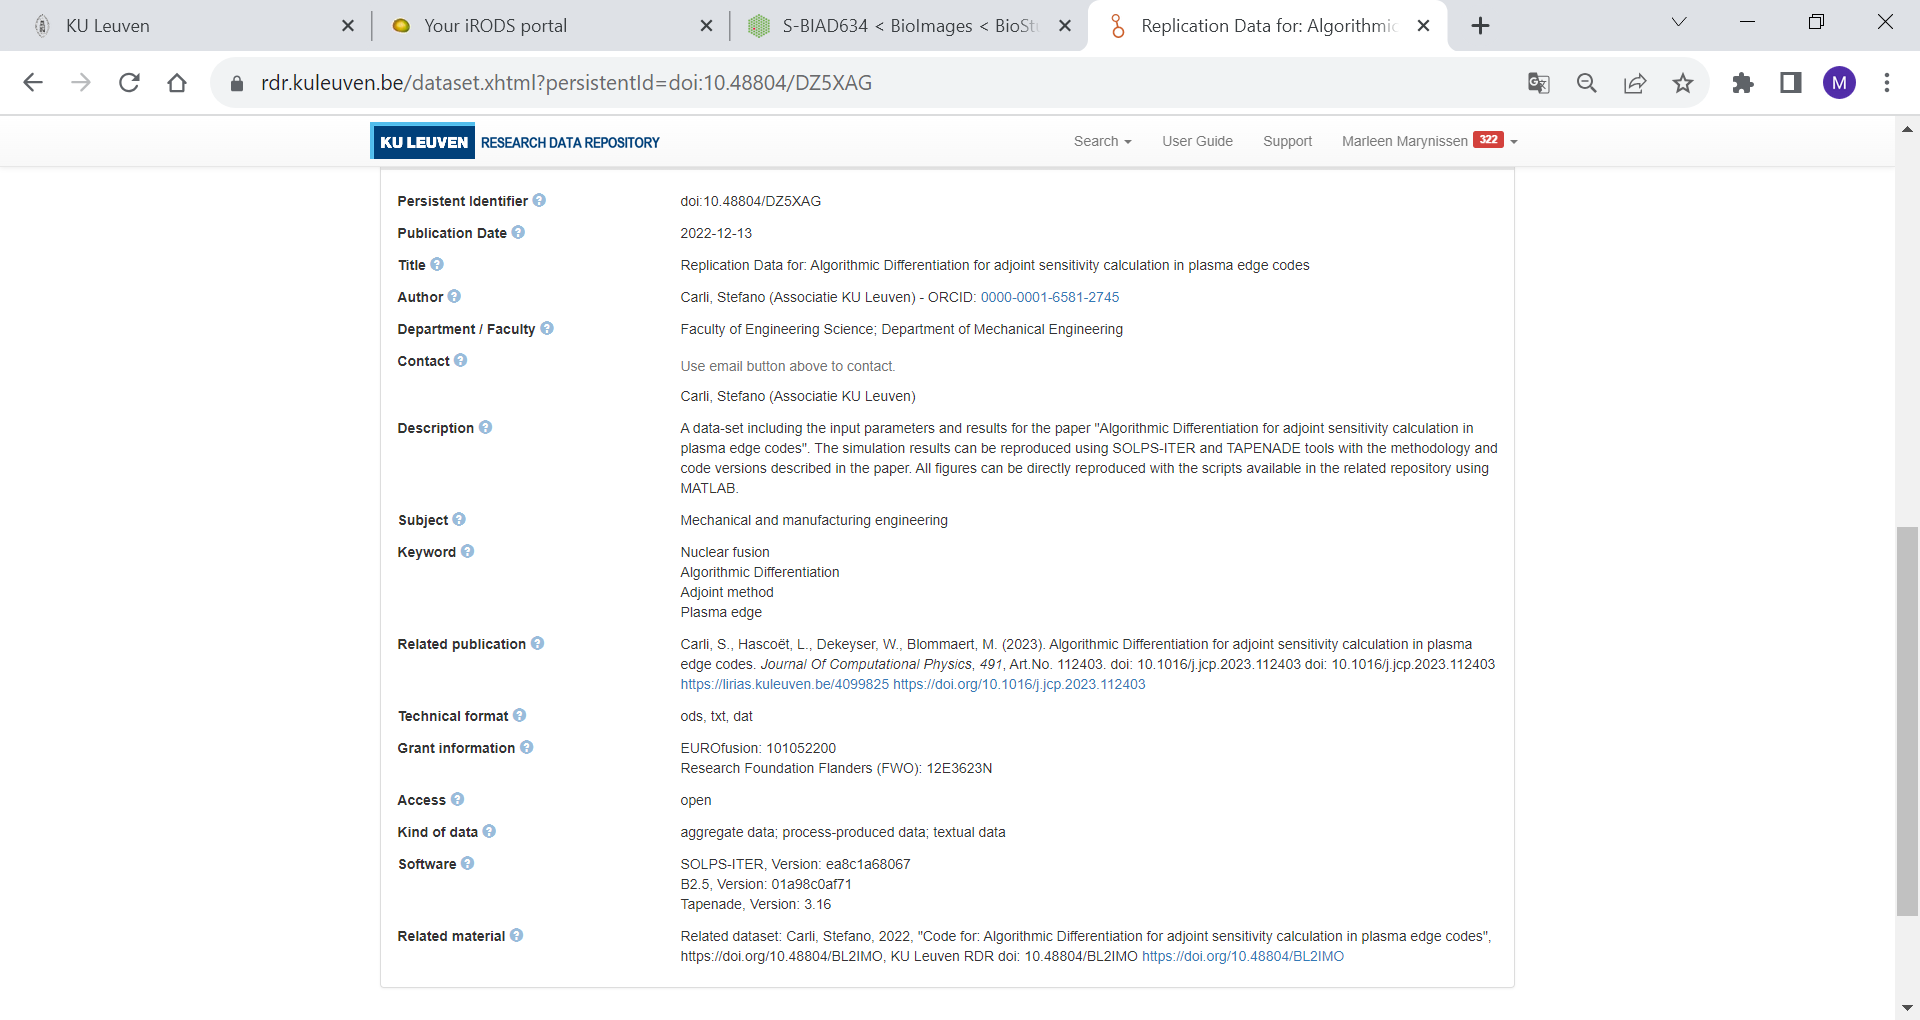 KU Leuven
Your iRODS portal
S-BIAD634 < BioImages < BioStu
Replication Data for: Algorithmic
rdr.kuleuven.be/dataset.xhtml?persistentId=doi:10.48804/DZ5XAG
M
KU LEUVEN RESEARCH DATA REPOSITORY
Search
User Guide
Support
Marleen Marynissen 322
Persistent Identifier doi:10.48804/DZ5XAG
Publication Date 2022-12-13
Title Replication Data for: Algorithmic Differentiation for adjoint sensitivity calculation in plasma edge codes
Author Carli, Stefano (Associatie KU Leuven) - ORCID: 0000-0001-6581-2745
Department / Faculty Faculty of Engineering Science; Department of Mechanical Engineering
Contact Use email button above to contact.
Carli, Stefano (Associatie KU Leuven)
Description A data-set including the input parameters and results for the paper "Algorithmic Differentiation for adjoint sensitivity calculation in
plasma edge codes". The simulation results can be reproduced using SOLPS-ITER and TAPENADE tools with the methodology and
code versions described in the paper. All figures can be directly reproduced with the scripts available in the related repository using
MATLAB.
Subject Mechanical and manufacturing engineering
Keyword Nuclear fusion
Algorithmic Differentiation
Adjoint method
Plasma edge
Related publication Carli, S., Hascoët, L., Dekeyser, W., Blommaert, M. (2023). Algorithmic Differentiation for adjoint sensitivity calculation in plasma
edge codes. Journal Of Computational Physics, 491, Art.No. 112403. doi: 10.1016/j.jcp.2023.112403 doi: 10.1016/j.jcp.2023.112403
https://lirias.kuleuven.be/4099825 https://doi.org/10.1016/j.jcp.2023.112403
Technical format ods, txt, dat
Grant information EUROfusion: 101052200
Research Foundation Flanders (FWO): 12E3623N
Access open
Kind of data aggregate data; process-produced data; textual data
Software SOLPS-ITER, Version: ea8c1a68067
B2.5, Version: 01a98c0af71
Tapenade, Version: 3.16
Related material Related dataset: Carli, Stefano, 2022, "Code for: Algorithmic Differentiation for adjoint sensitivity calculation in plasma edge codes",
https://doi.org/10.48804/BL2IMO, KU Leuven RDR doi: 10.48804/BL2IMO https://doi.org/10.48804/BL2IMO